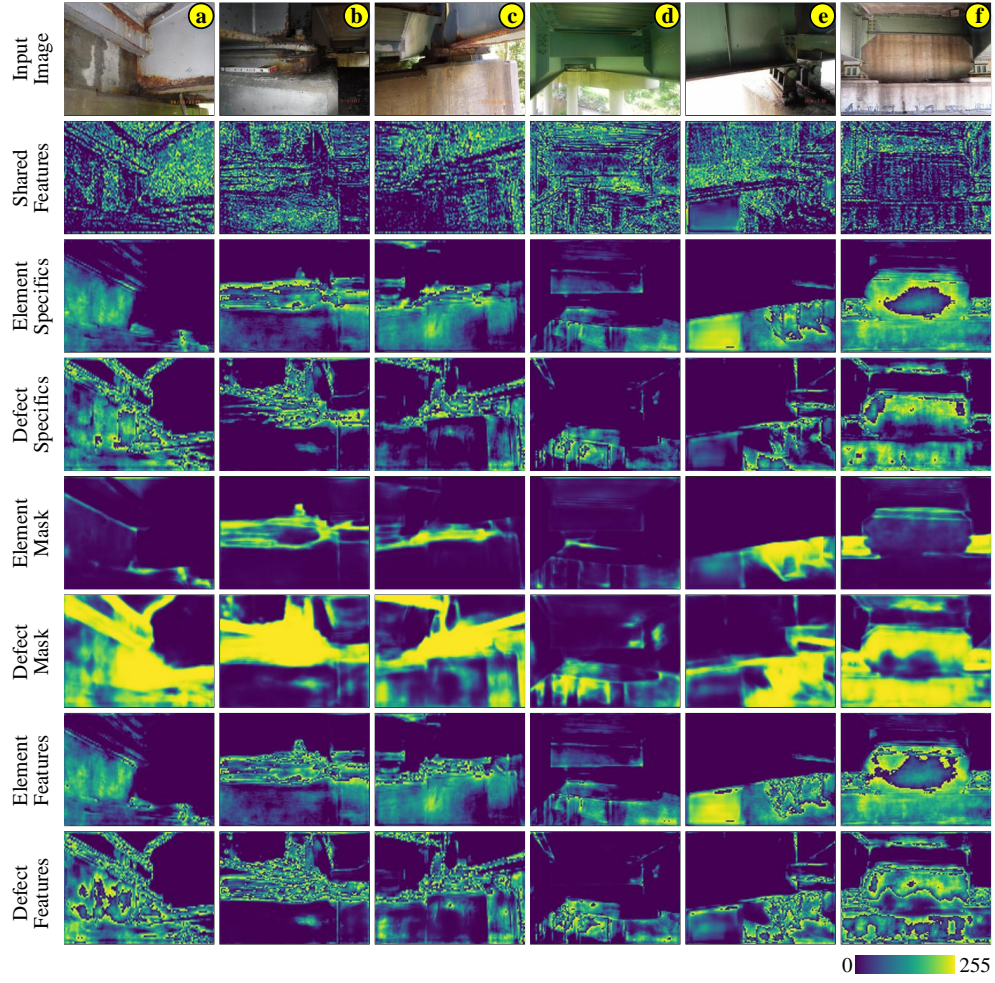 a b c d e f
Input
Image
Shared
Features
Element
Specifics
Defect
Specifics
Element
Mask
Defect
Mask
Element
Features
Defect
Features
0 255